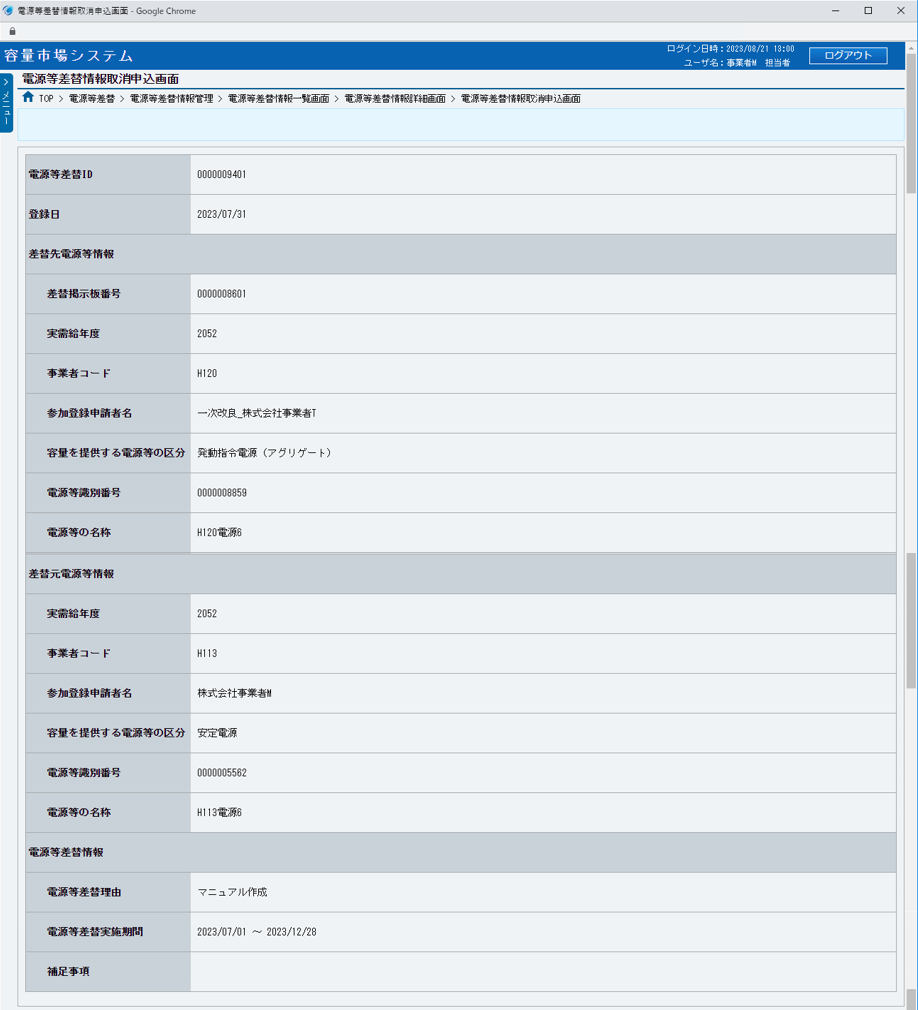 電源等差替情報取消申込画面 - Google Chrome
容量市場システム
ログイン日時：2023/08/21 13:00
ユーザ名：事業者M　担当者
ログアウト
メニュー
電源等差替情報取消申込画面
TOP > 電源等差替 > 電源等差替情報管理 > 電源等差替情報一覧画面 > 電源等差替情報詳細画面 > 電源等差替情報取消申込画面
電源等差替ID 0000009401
登録日 2023/07/31
差替先電源等情報
差替掲示板番号 0000008601
実需給年度 2052
事業者コード H120
参加登録申請者名 一次改良_株式会社事業者T
容量を提供する電源等の区分 発動指令電源（アグリゲート）
電源等識別番号 0000008859
電源等の名称 H120電源6
差替元電源等情報
実需給年度 2052
事業者コード H113
参加登録申請者名 株式会社事業者M
容量を提供する電源等の区分 安定電源
電源等識別番号 0000005562
電源等の名称 H113電源6
電源等差替情報
電源等差替理由 マニュアル作成
電源等差替実施期間 2023/07/01 ～ 2023/12/28
補足事項